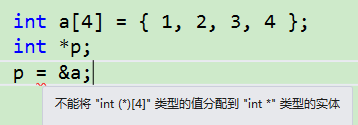 int a[4] = { 1, 2, 3, 4 };
int *p;
p = &a;
不能将 "int (*)[4]" 类型的值分配到 "int *" 类型的实体